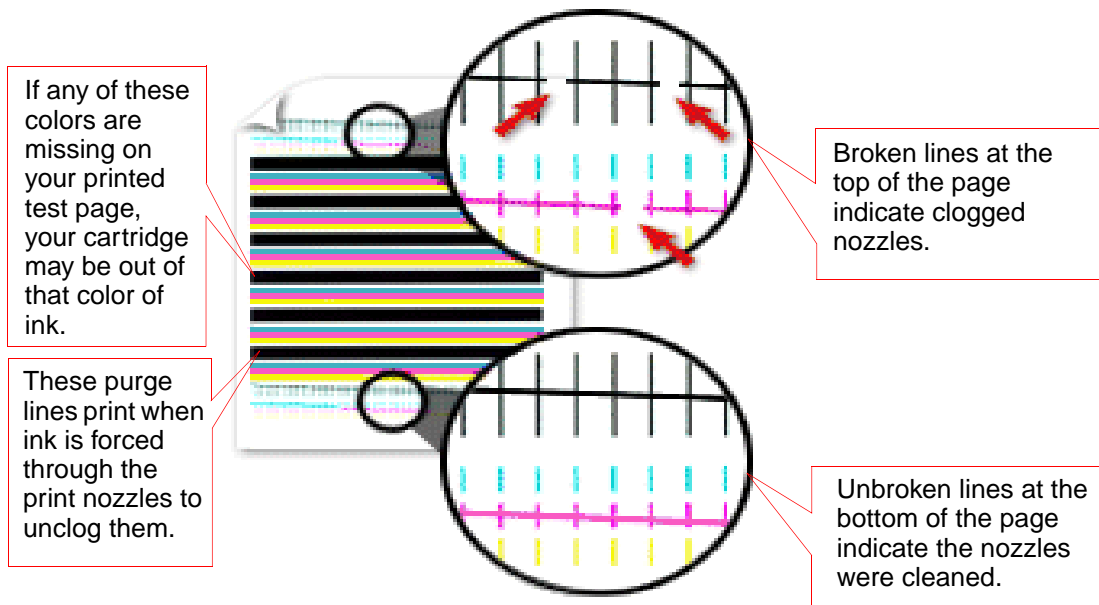 If any of these
colors are
missing on
your printed
test page,
your cartridge
may be out of
that color of
ink.
These purge
lines print when
ink is forced
through the
print nozzles to
unclog them.
Broken lines at the
top of the page
indicate clogged
nozzles.
Unbroken lines at the
bottom of the page
indicate the nozzles
were cleaned.